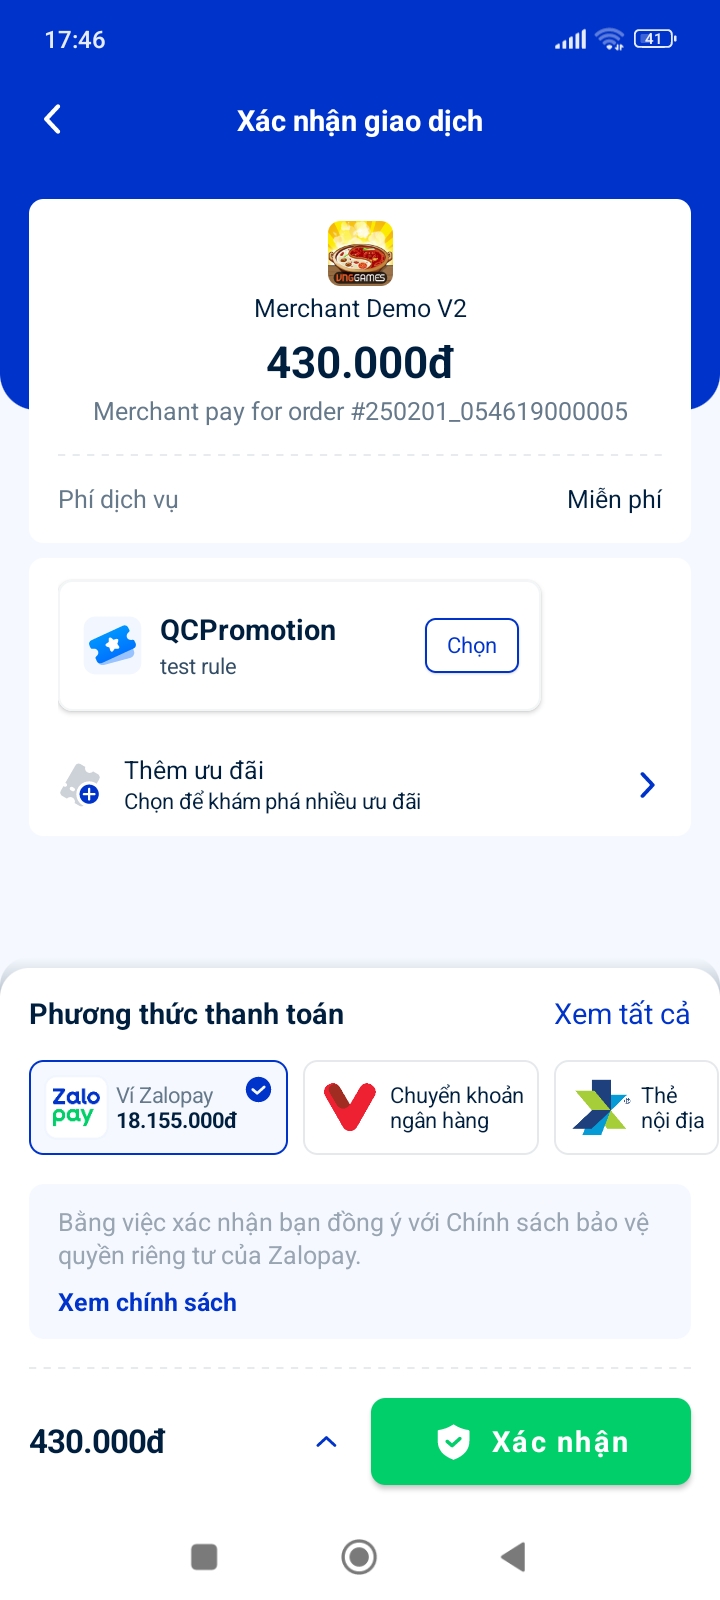 17:46
41
Xác nhận giao dịch
VNGGAMES
Merchant Demo V2
430.000đ
Merchant pay for order #250201_054619000005
Phí dịch vụ
Miễn phí
QCPromotion
test rule
Chọn
Thêm ưu đãi
Chọn để khám phá nhiều ưu đãi
Phương thức thanh toán
Xem tất cả
Zalo
pay
Ví Zalopay
18.155.000đ
Chuyển khoản
ngân hàng
Thẻ
nội địa
Bằng việc xác nhận bạn đồng ý với Chính sách bảo vệ
quyền riêng tư của Zalopay.
Xem chính sách
430.000đ
Xác nhận